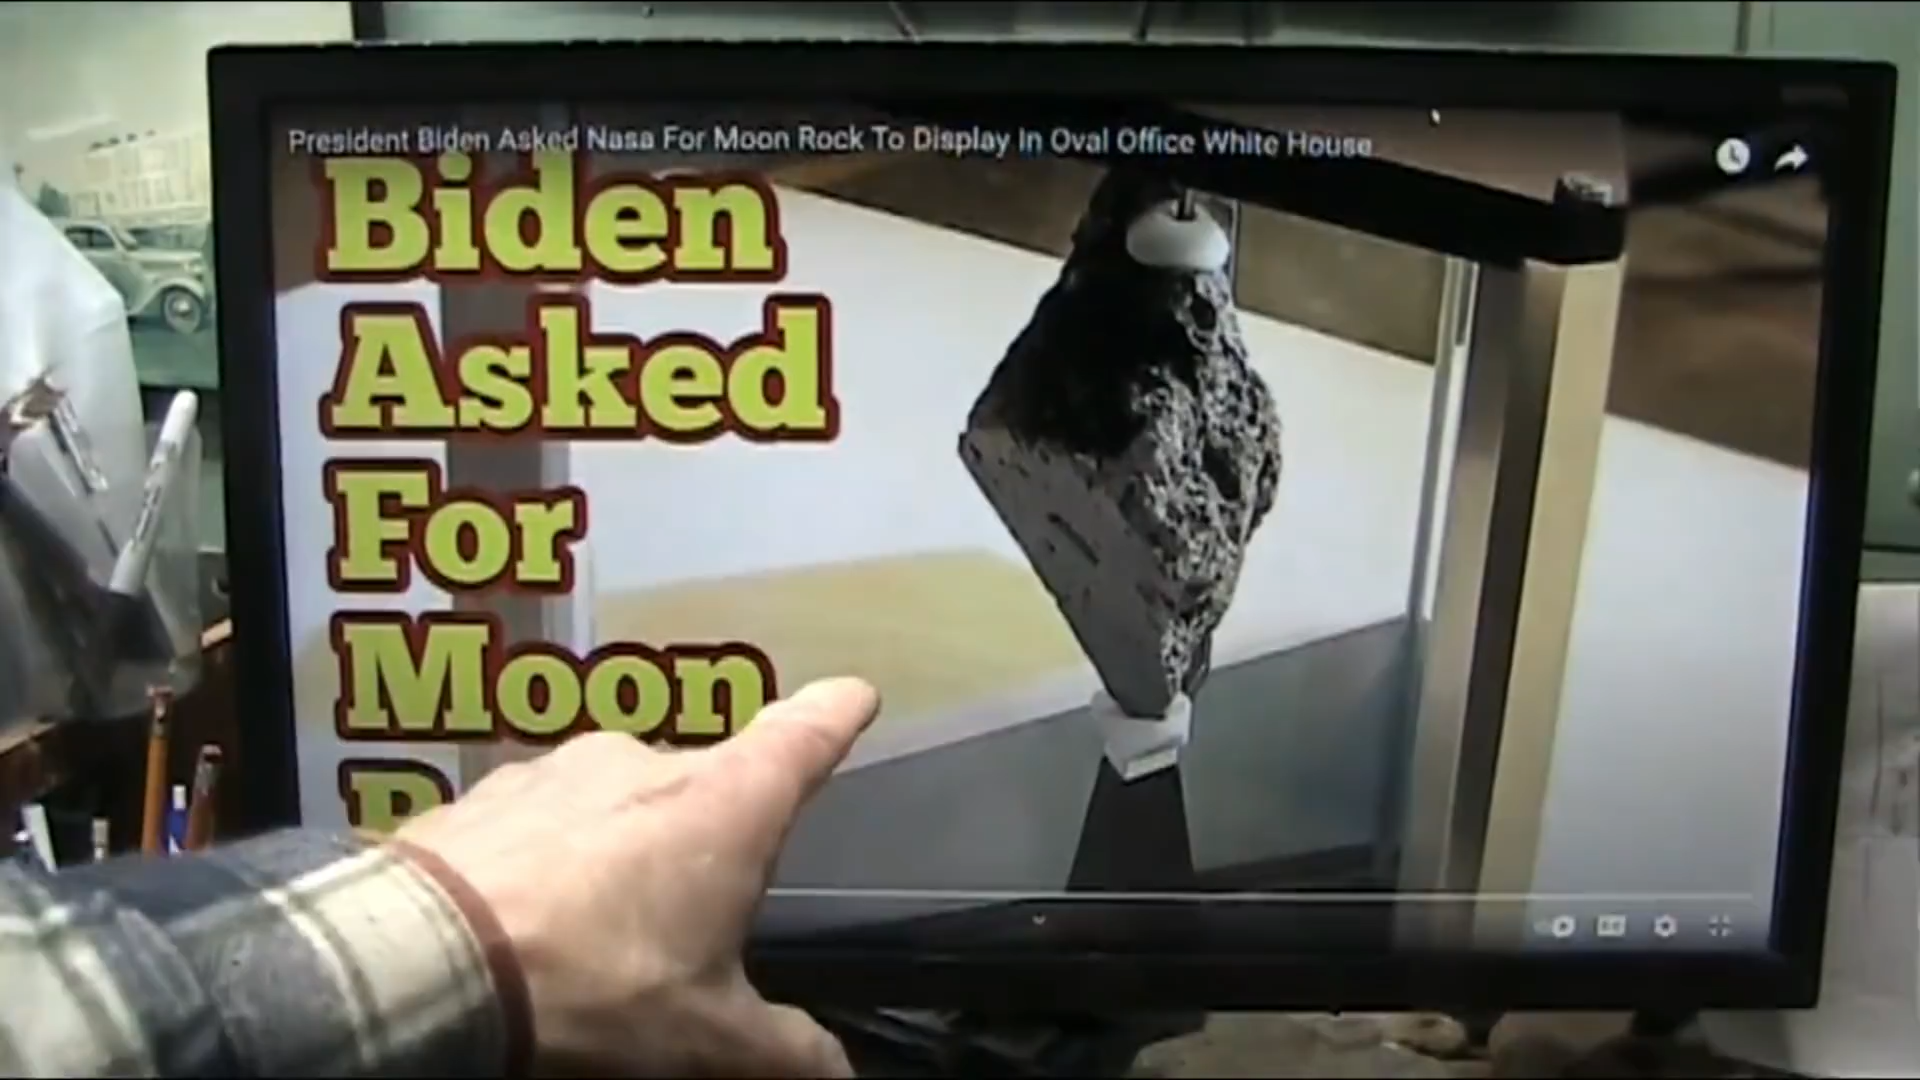 President Biden Asked Nasa For Moon Rock To Display In Oval Office White House
Biden
Asked
For
Moon